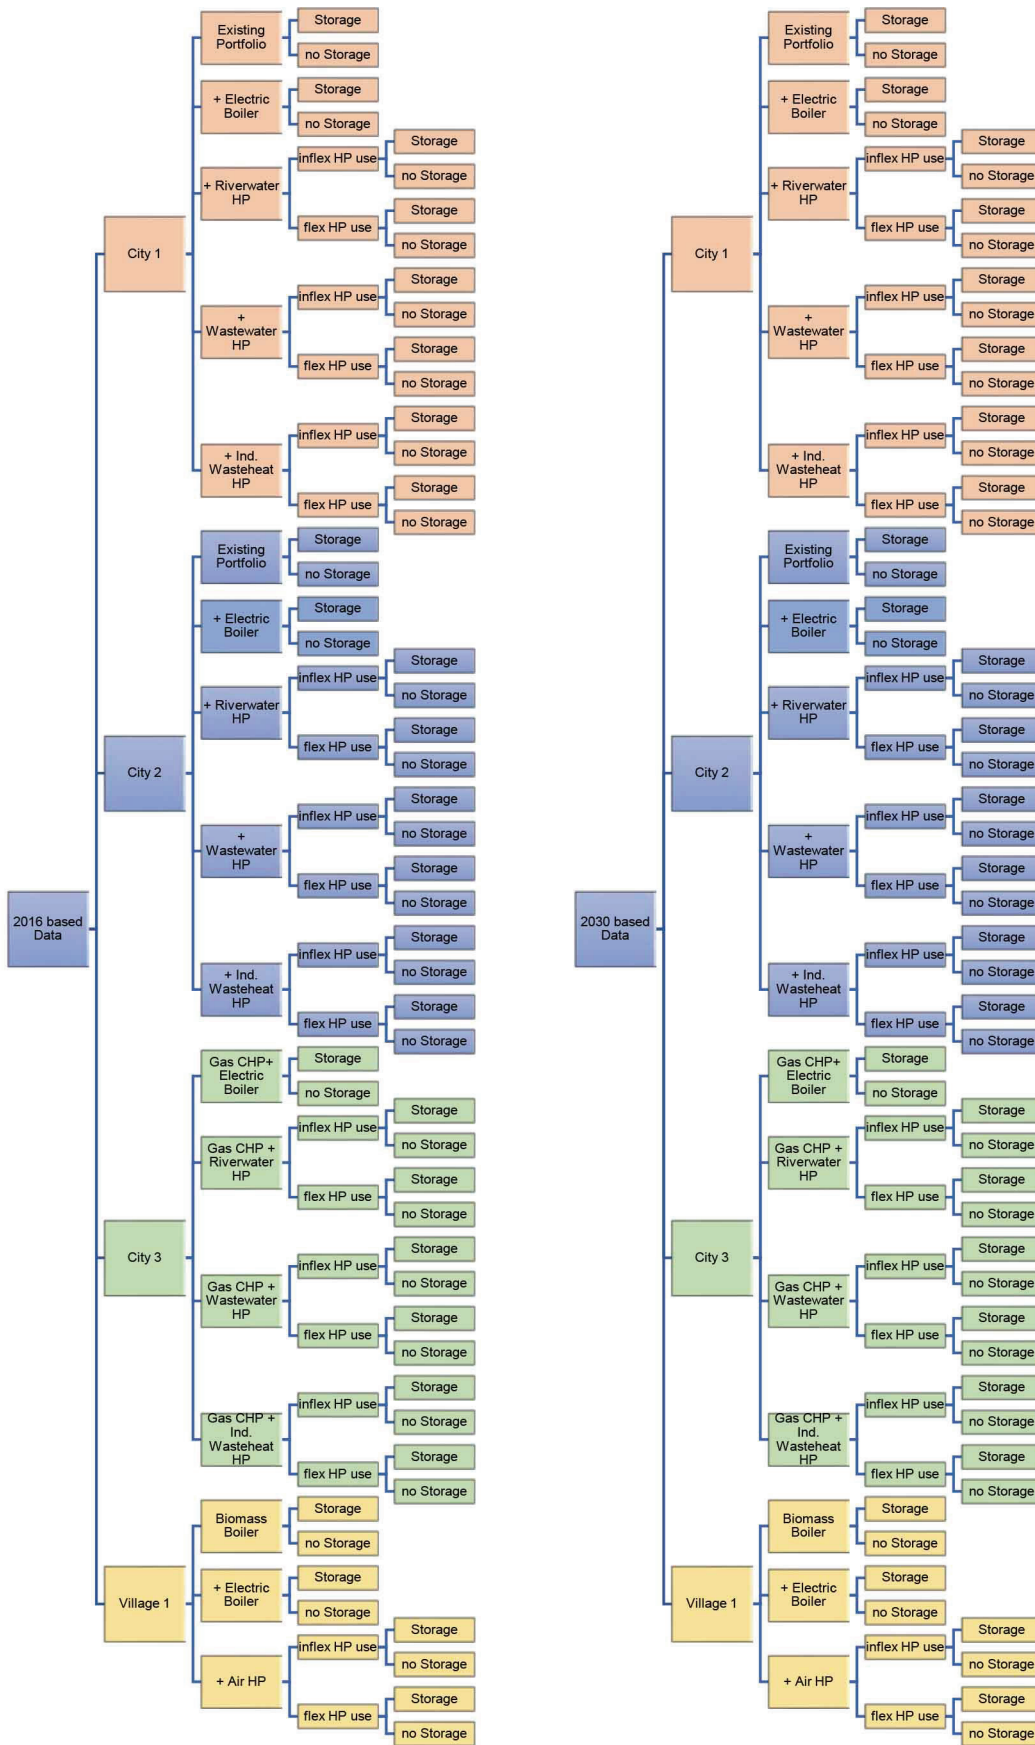 2016 based
Data
City 1
Existing
Portfolio
Storage
no Storage
+ Electric
Boiler
Storage
no Storage
+ Riverwater
HP
inflex HP use
Storage
no Storage
flex HP use
Storage
no Storage
+
Wastewater
HP
inflex HP use
Storage
no Storage
flex HP use
Storage
no Storage
+ Ind.
Wasteheat
HP
inflex HP use
Storage
no Storage
flex HP use
Storage
no Storage
City 2
Existing
Portfolio
Storage
no Storage
+ Electric
Boiler
Storage
no Storage
+ Riverwater
HP
inflex HP use
Storage
no Storage
flex HP use
Storage
no Storage
+
Wastewater
HP
inflex HP use
Storage
no Storage
flex HP use
Storage
no Storage
+ Ind.
Wasteheat
HP
inflex HP use
Storage
no Storage
flex HP use
Storage
no Storage
City 3
Gas CHP+
Electric
Boiler
Storage
no Storage
Gas CHP +
Riverwater
HP
inflex HP use
Storage
no Storage
flex HP use
Storage
no Storage
Gas CHP +
Wastewater
HP
inflex HP use
Storage
no Storage
flex HP use
Storage
no Storage
Gas CHP +
Ind.
Wasteheat
HP
inflex HP use
Storage
no Storage
flex HP use
Storage
no Storage
Village 1
Biomass
Boiler
Storage
no Storage
+ Electric
Boiler
Storage
no Storage
+ Air HP
inflex HP use
Storage
no Storage
flex HP use
Storage
no Storage
2030 based
Data
City 1
Existing
Portfolio
Storage
no Storage
+ Electric
Boiler
Storage
no Storage
+ Riverwater
HP
inflex HP use
Storage
no Storage
flex HP use
Storage
no Storage
+
Wastewater
HP
inflex HP use
Storage
no Storage
flex HP use
Storage
no Storage
+ Ind.
Wasteheat
HP
inflex HP use
Storage
no Storage
flex HP use
Storage
no Storage
City 2
Existing
Portfolio
Storage
no Storage
+ Electric
Boiler
Storage
no Storage
+ Riverwater
HP
inflex HP use
Storage
no Storage
flex HP use
Storage
no Storage
+
Wastewater
HP
inflex HP use
Storage
no Storage
flex HP use
Storage
no Storage
+ Ind.
Wasteheat
HP
inflex HP use
Storage
no Storage
flex HP use
Storage
no Storage
City 3
Gas CHP+
Electric
Boiler
Storage
no Storage
Gas CHP +
Riverwater
HP
inflex HP use
Storage
no Storage
flex HP use
Storage
no Storage
Gas CHP +
Wastewater
HP
inflex HP use
Storage
no Storage
flex HP use
Storage
no Storage
Gas CHP +
Ind.
Wasteheat
HP
inflex HP use
Storage
no Storage
flex HP use
Storage
no Storage
Village 1
Biomass
Boiler
Storage
no Storage
+ Electric
Boiler
Storage
no Storage
+ Air HP
inflex HP use
Storage
no Storage
flex HP use
Storage
no Storage